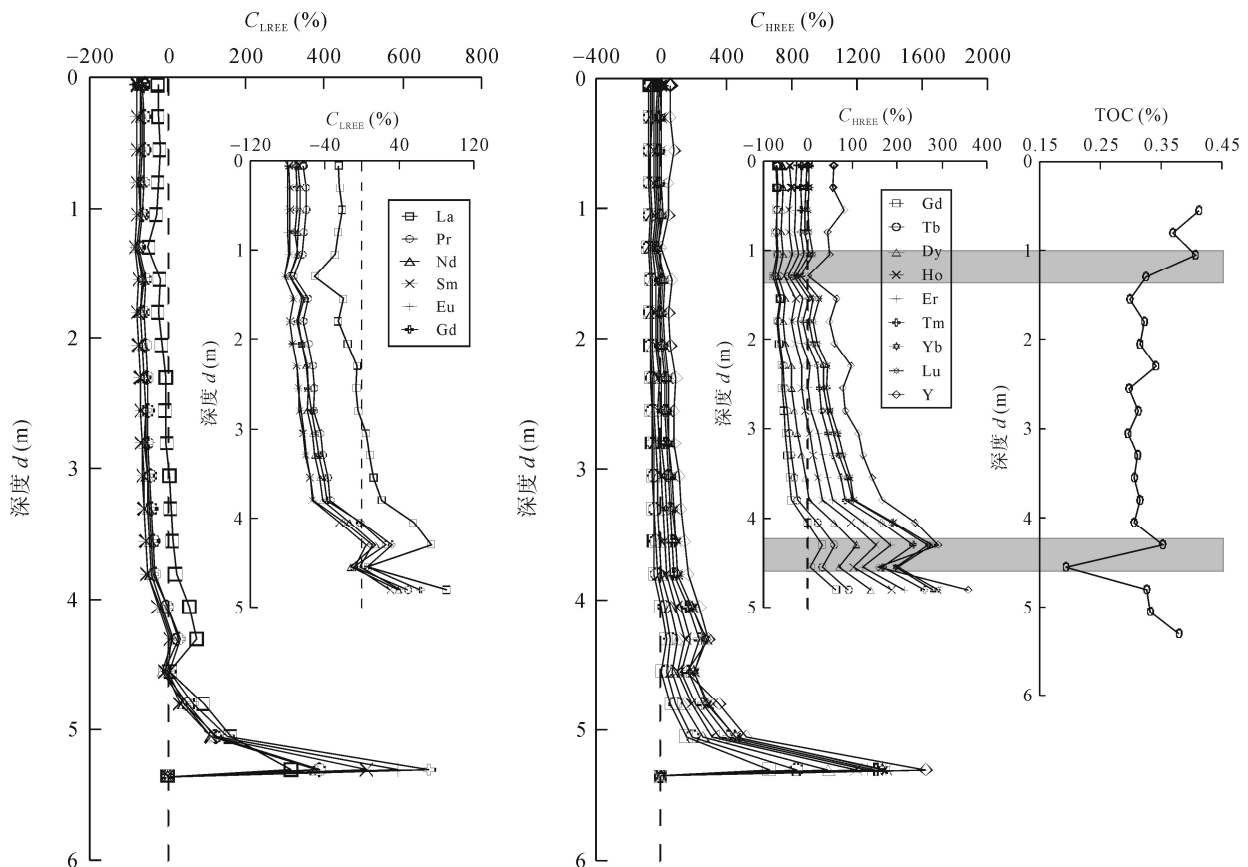 C_LREE (%)
−200 0 200 400 600 800
0
1
2
3
4
5
6
深度 d (m)
C_LREE (%)
−120 −40 40 120
0
1
2
3
4
5
深度 d (m)
La
Pr
Nd
Sm
Eu
Gd
C_HREE (%)
−400 0 400 800 1200 1600 2000
0
1
2
3
4
5
6
深度 d (m)
C_HREE (%)
−100 0 100 200 300 400
0
1
2
3
4
5
深度 d (m)
Gd
Tb
Dy
Ho
Er
Tm
Yb
Lu
Y
TOC (%)
0.15 0.25 0.35 0.45
0
1
2
3
4
5
6
深度 d (m)